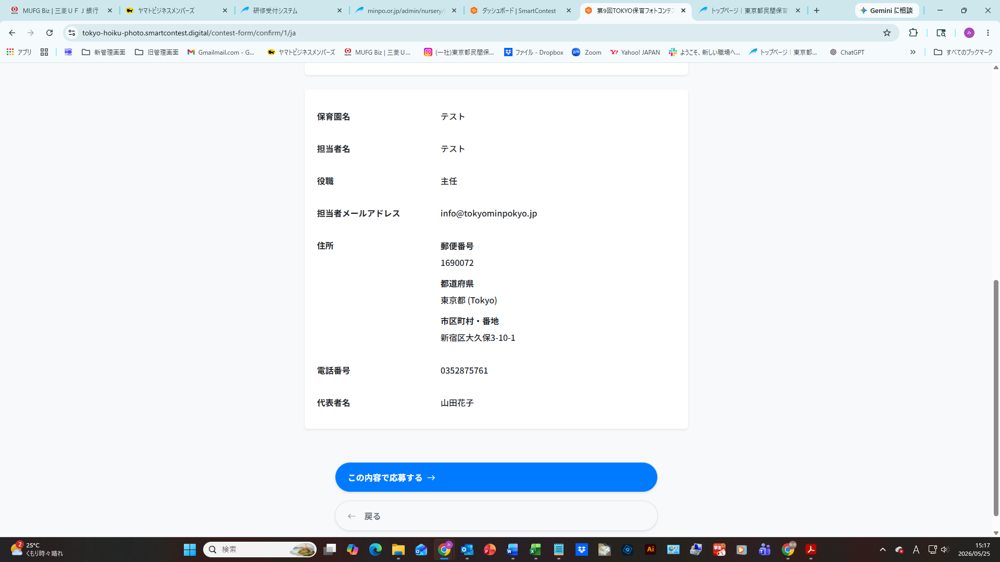 MUFG Biz | 三菱ＵＦＪ銀行
ヤマトビジネスメンバーズ
研修受付システム
minpo.or.jp/admin/nursery/
ダッシュボード | SmartContest
第9回TOKYO保育フォトコンテス
トップページ｜東京都民間保育
Gemini に相談
tokyo-hoiku-photo.smartcontest.digital/contest-form/confirm/1/ja
み
アプリ
新管理画面
旧管理画面
Gmailmail.com - G...
ヤマトビジネスメンバーズ
MUFG Biz | 三菱Ｕ...
(一社)東京都民間保...
ファイル - Dropbox
Zoom
Yahoo! JAPAN
ようこそ、新しい職場へ...
トップページ｜東京都...
ChatGPT
すべてのブックマーク
保育園名
テスト
担当者名
テスト
役職
主任
担当者メールアドレス
info@tokyominpokyo.jp
住所
郵便番号
1690072
都道府県
東京都 (Tokyo)
市区町村・番地
新宿区大久保3-10-1
電話番号
0352875761
代表者名
山田花子
この内容で応募する →
← 戻る
2
25°C
くもり時々晴れ
検索
A
15:17
2026/05/25